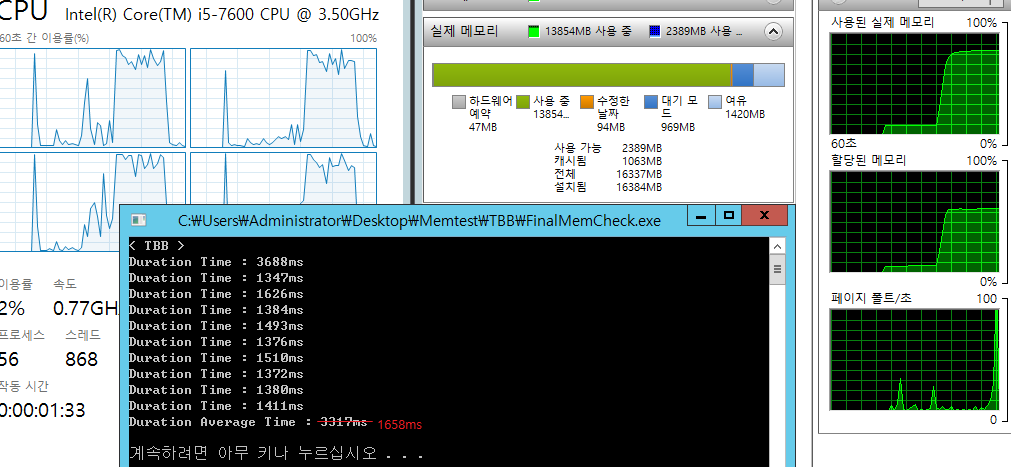 CPU Intel(R) Core(TM) i5-7600 CPU @ 3.50GHz
60초 간 이용률(%) 100%
이용률 속도
2% 0.77GH
프로세스 스레드
56 868
작동 시간
0:00:01:33
실제 메모리 13854MB 사용 중 2389MB 사용 ...
하드웨어 예약
47MB
사용 중
13854...
수정한 날짜
94MB
대기 모드
969MB
여유
1420MB
사용 가능 2389MB
캐시됨 1063MB
전체 16337MB
설치됨 16384MB
사용된 실제 메모리 100%
60초 0%
할당된 메모리 100%
0%
페이지 폴트/초 100
0
C:₩Users₩Administrator₩Desktop₩Memtest₩TBB₩FinalMemCheck.exe
< TBB >
Duration Time : 3688ms
Duration Time : 1347ms
Duration Time : 1626ms
Duration Time : 1384ms
Duration Time : 1493ms
Duration Time : 1376ms
Duration Time : 1510ms
Duration Time : 1372ms
Duration Time : 1380ms
Duration Time : 1411ms
Duration Average Time : 3317ms 1658ms
계속하려면 아무 키나 누르십시오 . . .